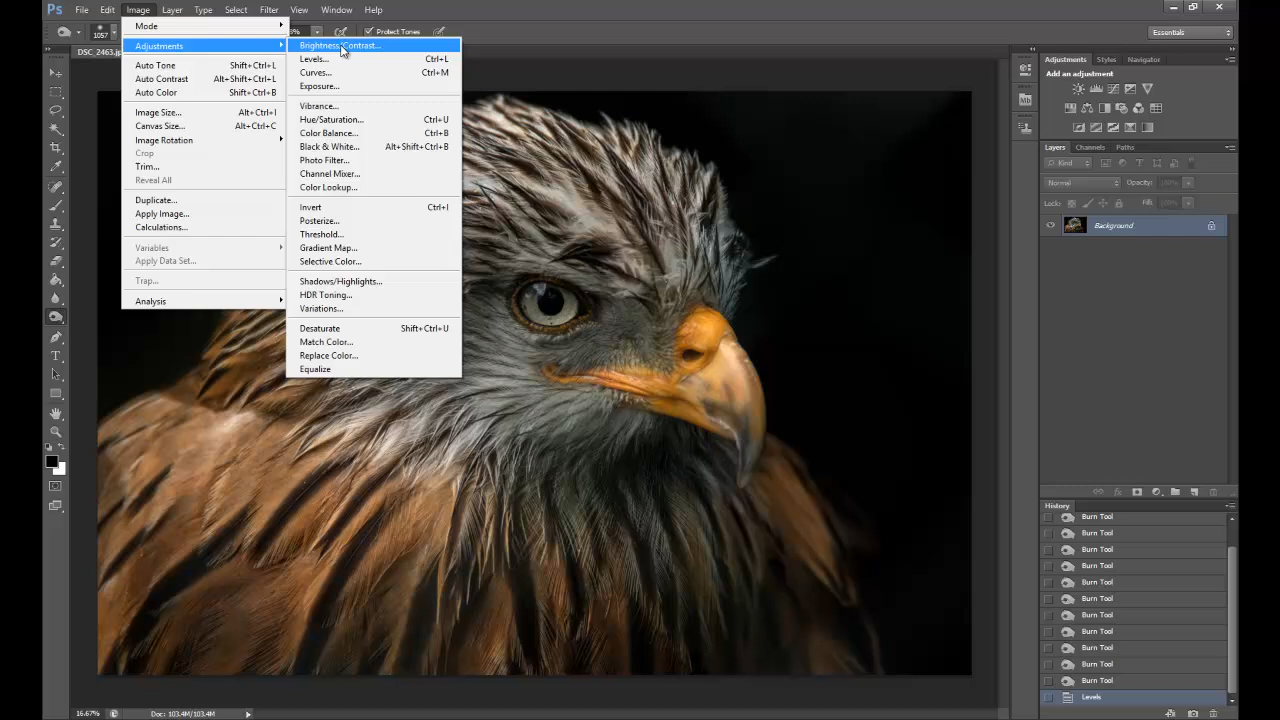 Ps File Edit Image Layer Type Select Filter View Window Help
1057 Protect Tones Essentials
DSC_2463.j
Mode
Adjustments
Auto Tone Shift+Ctrl+L
Auto Contrast Alt+Shift+Ctrl+L
Auto Color Shift+Ctrl+B
Image Size... Alt+Ctrl+I
Canvas Size... Alt+Ctrl+C
Image Rotation
Crop
Trim...
Reveal All
Duplicate...
Apply Image...
Calculations...
Variables
Apply Data Set...
Trap...
Analysis
Brightness/Contrast...
Levels... Ctrl+L
Curves... Ctrl+M
Exposure...
Vibrance...
Hue/Saturation... Ctrl+U
Color Balance... Ctrl+B
Black & White... Alt+Shift+Ctrl+B
Photo Filter...
Channel Mixer...
Color Lookup...
Invert Ctrl+I
Posterize...
Threshold...
Gradient Map...
Selective Color...
Shadows/Highlights...
HDR Toning...
Variations...
Desaturate Shift+Ctrl+U
Match Color...
Replace Color...
Equalize
Adjustments Styles Navigator
Add an adjustment
Layers Channels Paths
Kind
Normal Opacity:
Lock: Fill:
Background
History
Burn Tool
Burn Tool
Burn Tool
Burn Tool
Burn Tool
Burn Tool
Burn Tool
Burn Tool
Burn Tool
Burn Tool
Burn Tool
Levels
16.67% Doc: 103.4M/103.4M